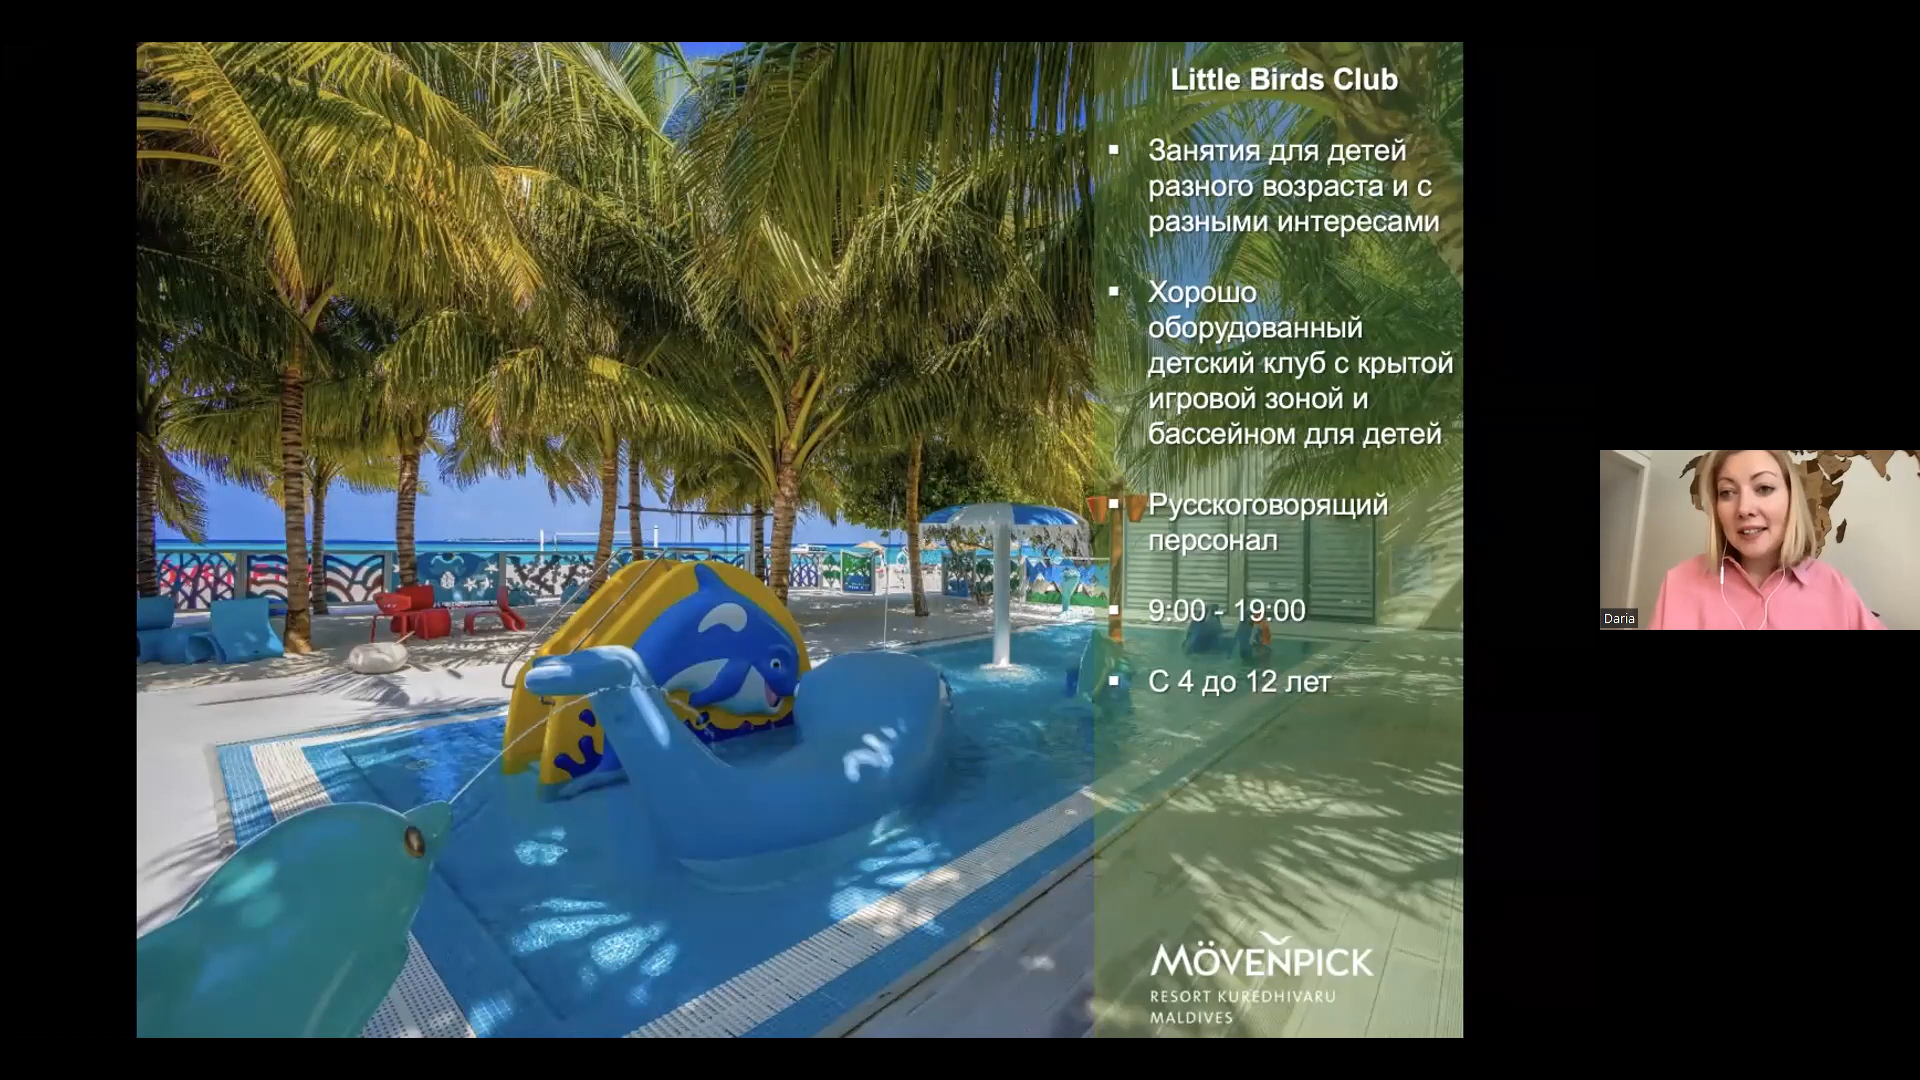 Little Birds Club
Занятия для детей
разного возраста и с
разными интересами
Хорошо
оборудованный
детский клуб с крытой
игровой зоной и
бассейном для детей
Русскоговорящий
персонал
9:00 - 19:00
С 4 до 12 лет
MÖVENPICK
RESORT KUREDHIVARU
MALDIVES
Daria